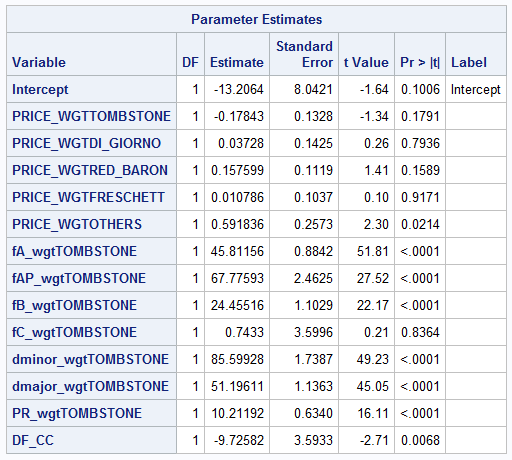 Parameter Estimates
Variable DF Estimate Standard Error t Value Pr > |t| Label
Intercept 1 -13.2064 8.0421 -1.64 0.1006 Intercept
PRICE_WGTTOMBSTONE 1 -0.17843 0.1328 -1.34 0.1791
PRICE_WGTDI_GIORNO 1 0.03728 0.1425 0.26 0.7936
PRICE_WGTRED_BARON 1 0.157599 0.1119 1.41 0.1589
PRICE_WGTFRESCHETT 1 0.010786 0.1037 0.10 0.9171
PRICE_WGTOTHERS 1 0.591836 0.2573 2.30 0.0214
fA_wgtTOMBSTONE 1 45.81156 0.8842 51.81 <.0001
fAP_wgtTOMBSTONE 1 67.77593 2.4625 27.52 <.0001
fB_wgtTOMBSTONE 1 24.45516 1.1029 22.17 <.0001
fC_wgtTOMBSTONE 1 0.7433 3.5996 0.21 0.8364
dminor_wgtTOMBSTONE 1 85.59928 1.7387 49.23 <.0001
dmajor_wgtTOMBSTONE 1 51.19611 1.1363 45.05 <.0001
PR_wgtTOMBSTONE 1 10.21192 0.6340 16.11 <.0001
DF_CC 1 -9.72582 3.5933 -2.71 0.0068